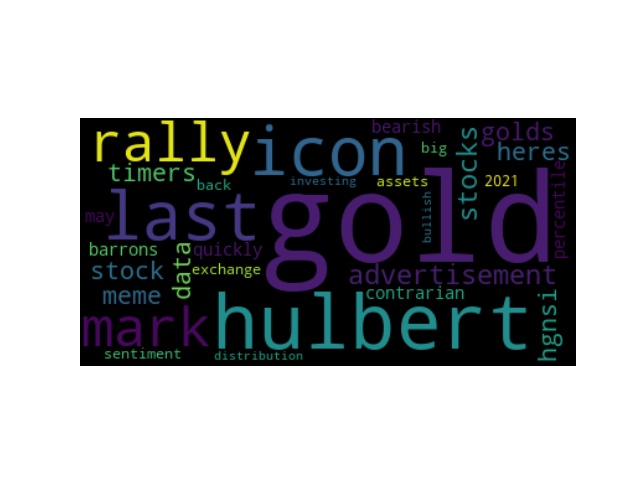 bearish
golds
rally
icon
big
heres
timers
stocks
back
investing
assets
2021
percentile
last
gold
bullish
may
barrons
data
quickly
exchange
stock
advertisement
meme
contrarian
hgnsi
mark
hulbert
sentiment
distribution